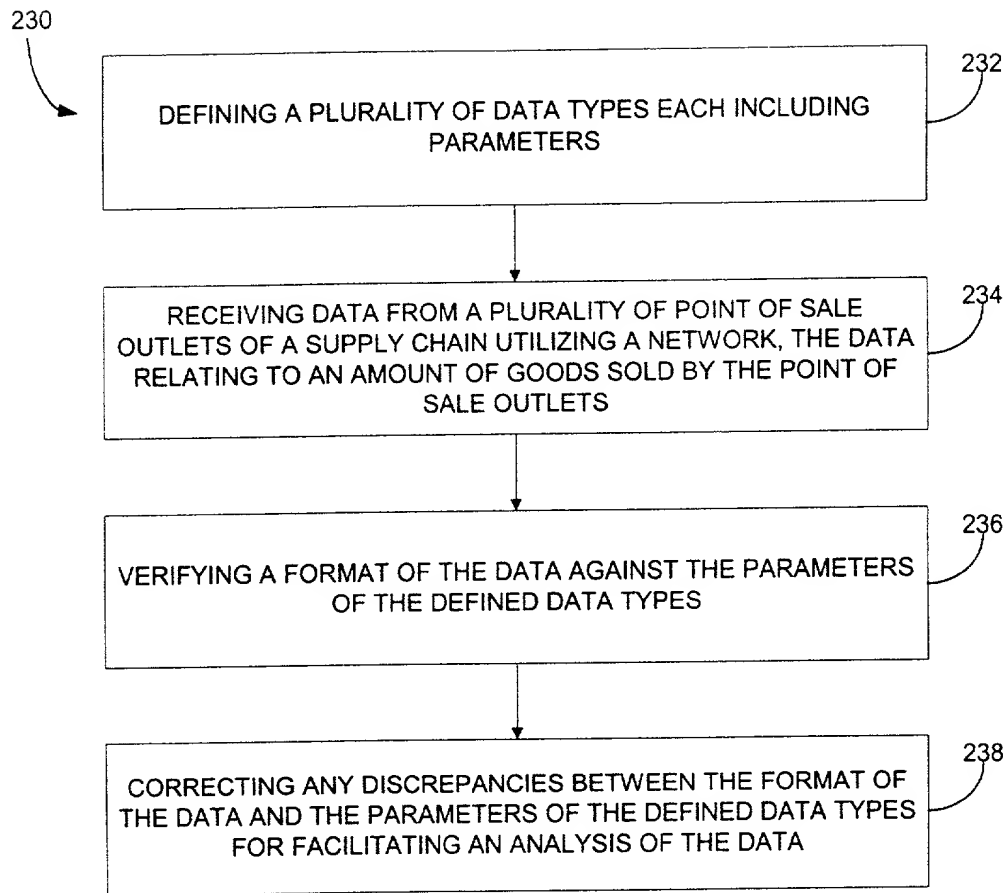 230
232
DEFINING A PLURALITY OF DATA TYPES EACH INCLUDING
PARAMETERS
234
RECEIVING DATA FROM A PLURALITY OF POINT OF SALE
OUTLETS OF A SUPPLY CHAIN UTILIZING A NETWORK, THE DATA
RELATING TO AN AMOUNT OF GOODS SOLD BY THE POINT OF
SALE OUTLETS
236
VERIFYING A FORMAT OF THE DATA AGAINST THE PARAMETERS
OF THE DEFINED DATA TYPES
238
CORRECTING ANY DISCREPANCIES BETWEEN THE FORMAT OF
THE DATA AND THE PARAMETERS OF THE DEFINED DATA TYPES
FOR FACILITATING AN ANALYSIS OF THE DATA